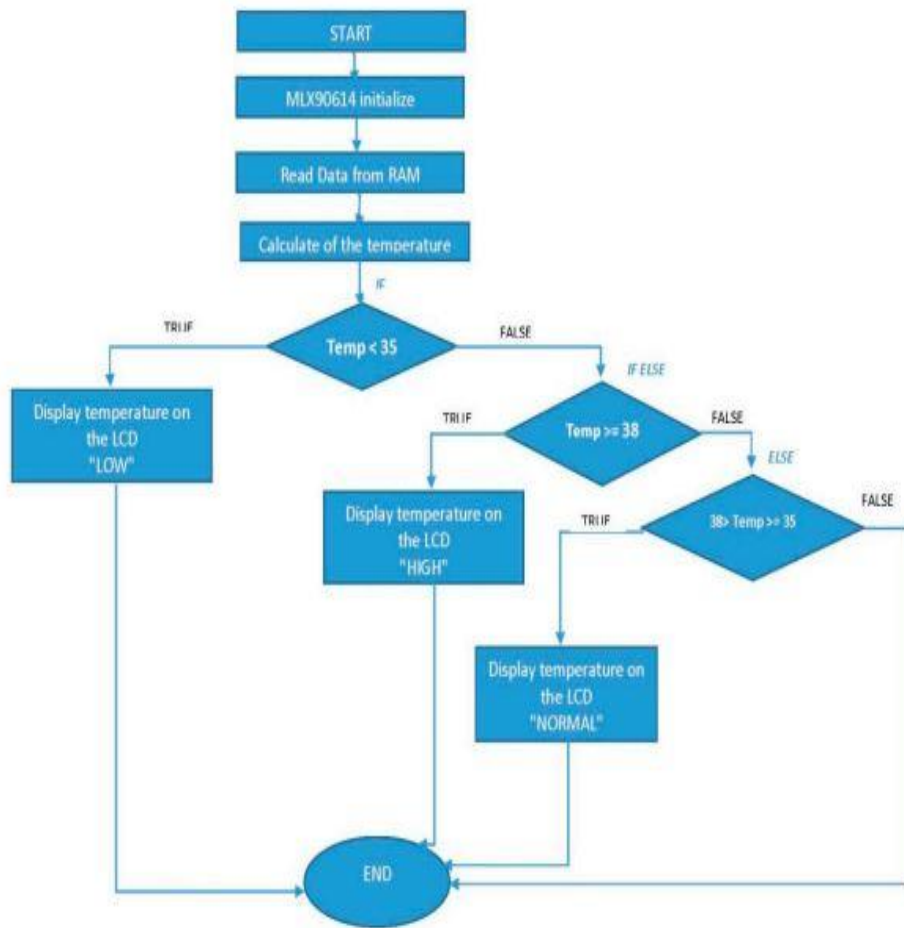 START
MLX90614 initialize
Read Data from RAM
Calculate of the temperature
IF
TRUE
Temp < 35
FALSE
Display temperature on
the LCD
"LOW"
IF ELSE
TRUE
Temp >= 38
FALSE
ELSE
Display temperature on
the LCD
"HIGH"
TRUE
38> Temp >= 35
FALSE
Display temperature on
the LCD
"NORMAL"
END